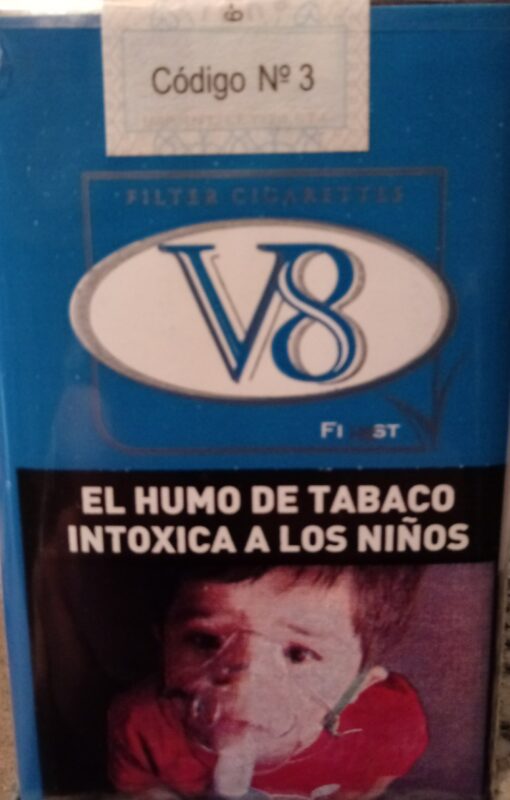 Código Nº 3
FILTER CIGARETTES
V8
EL HUMO DE TABACO
INTOXICA A LOS NIÑOS